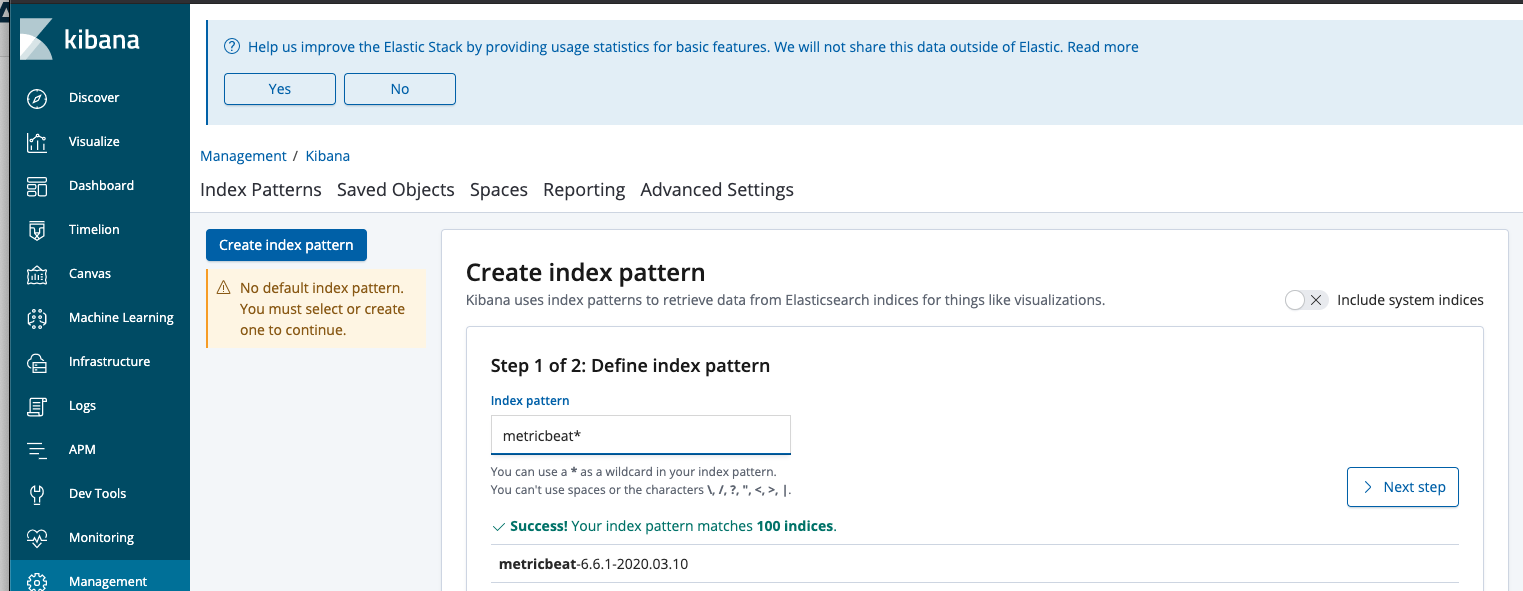 kibana
Discover
Visualize
Dashboard
Timelion
Canvas
Machine Learning
Infrastructure
Logs
APM
Dev Tools
Monitoring
Management
Help us improve the Elastic Stack by providing usage statistics for basic features. We will not share this data outside of Elastic. Read more
Yes No
Management / Kibana
Index Patterns Saved Objects Spaces Reporting Advanced Settings
Create index pattern
No default index pattern.
You must select or create
one to continue.
Create index pattern
Kibana uses index patterns to retrieve data from Elasticsearch indices for things like visualizations.
Include system indices
Step 1 of 2: Define index pattern
Index pattern
metricbeat*
You can use a * as a wildcard in your index pattern.
You can't use spaces or the characters \, /, ?, ", <, >, |.
Next step
Success! Your index pattern matches 100 indices.
metricbeat-6.6.1-2020.03.10